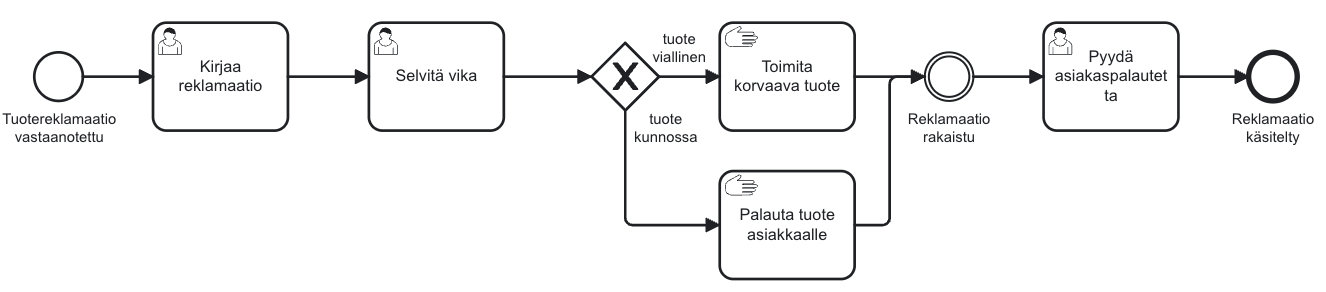 Tuotereklamaatio
vastaanotettu
Kirjaa
reklamaatio
Selvitä vika
tuote
viallinen
tuote
kunnossa
Toimita
korvaava tuote
Palauta tuote
asiakkaalle
Reklamaatio
rakaistu
Pyydä
asiakaspalautet
ta
Reklamaatio
käsitelty